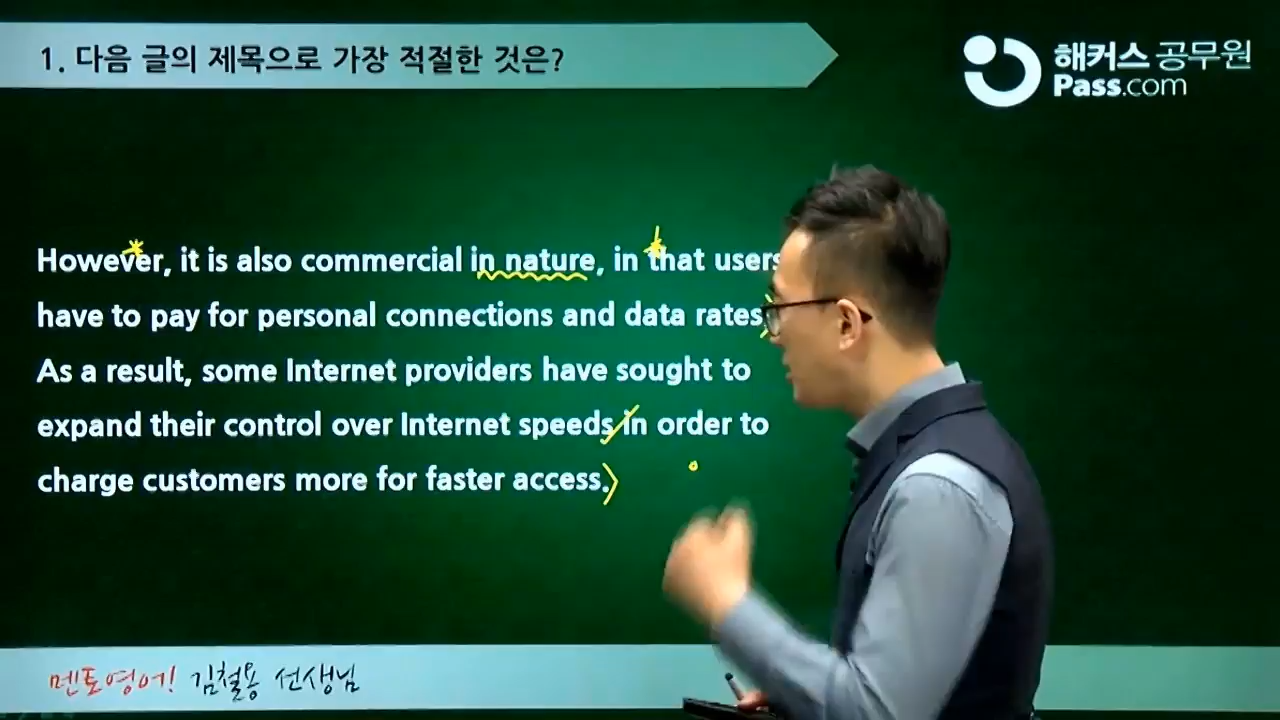 1. 다음 글의 제목으로 가장 적절한 것은?
해커스 공무원
Pass.com
However, it is also commercial in nature, in that users
have to pay for personal connections and data rates
As a result, some Internet providers have sought to
expand their control over Internet speeds in order to
charge customers more for faster access.
멘토영어! 김철용 선생님